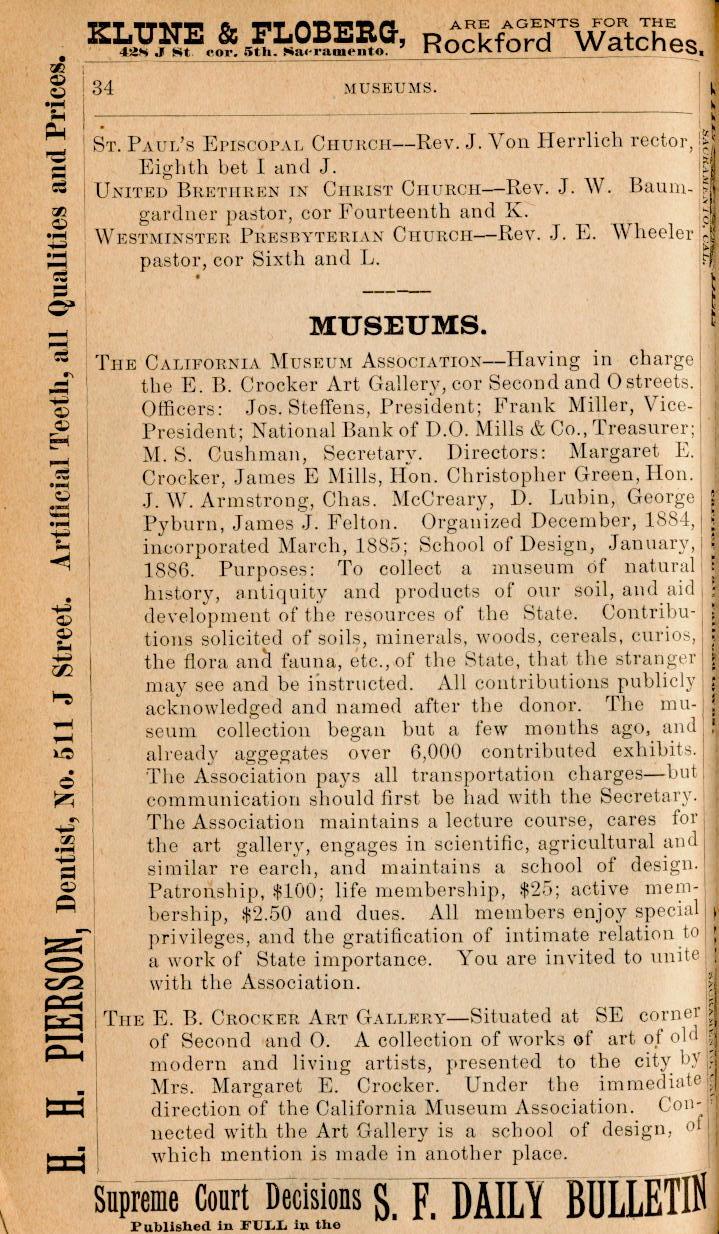 KLUNE & FLOBERG,
428 J St. cor. 5th. Sacramento.
ARE AGENTS FOR THE
Rockford Watches.
34
MUSEUMS.
ST. PAUL'S EPISCOPAL CHURCH—Rev. J. Von Herrlich rector,
Eighth bet I and J.
UNITED BRETHREN IN CHRIST CHURCH—Rev. J. W. Baum-
gardner pastor, cor Fourteenth and K.
WESTMINSTER PRESBYTERIAN CHURCH—Rev. J. E. Wheeler
pastor, cor Sixth and L.
MUSEUMS.
THE CALIFORNIA MUSEUM ASSOCIATION—Having in charge
the E. B. Crocker Art Gallery, cor Second and O streets.
Officers: Jos. Steffens, President; Frank Miller, Vice-
President; National Bank of D.O. Mills & Co., Treasurer;
M. S. Cushman, Secretary. Directors: Margaret E.
Crocker, James E Mills, Hon. Christopher Green, Hon.
J. W. Armstrong, Chas. McCreary, D. Lubin, George
Pyburn, James J. Felton. Organized December, 1884,
incorporated March, 1885; School of Design, January,
1886. Purposes: To collect a museum of natural
history, antiquity and products of our soil, and aid
development of the resources of the State. Contribu-
tions solicited of soils, minerals, woods, cereals, curios,
the flora and fauna, etc., of the State, that the stranger
may see and be instructed. All contributions publicly
acknowledged and named after the donor. The mu-
seum collection began but a few months ago, and
already aggegates over 6,000 contributed exhibits.
The Association pays all transportation charges—but
communication should first be had with the Secretary.
The Association maintains a lecture course, cares for
the art gallery, engages in scientific, agricultural and
similar re earch, and maintains a school of design.
Patronship, $100; life membership, $25; active mem-
bership, $2.50 and dues. All members enjoy special
privileges, and the gratification of intimate relation to
a work of State importance. You are invited to unite
with the Association.
THE E. B. CROCKER ART GALLERY—Situated at SE corner
of Second and O. A collection of works of art of old
modern and living artists, presented to the city by
Mrs. Margaret E. Crocker. Under the immediate
direction of the California Museum Association. Con-
nected with the Art Gallery is a school of design, of
which mention is made in another place.
Supreme Court Decisions
Published in FULL in the
S. F. DAILY BULLETIN
H. H. PIERSON, Dentist, No. 511 J Street. Artificial Teeth, all Qualities and Prices.
SACRAMENTO, CAL.